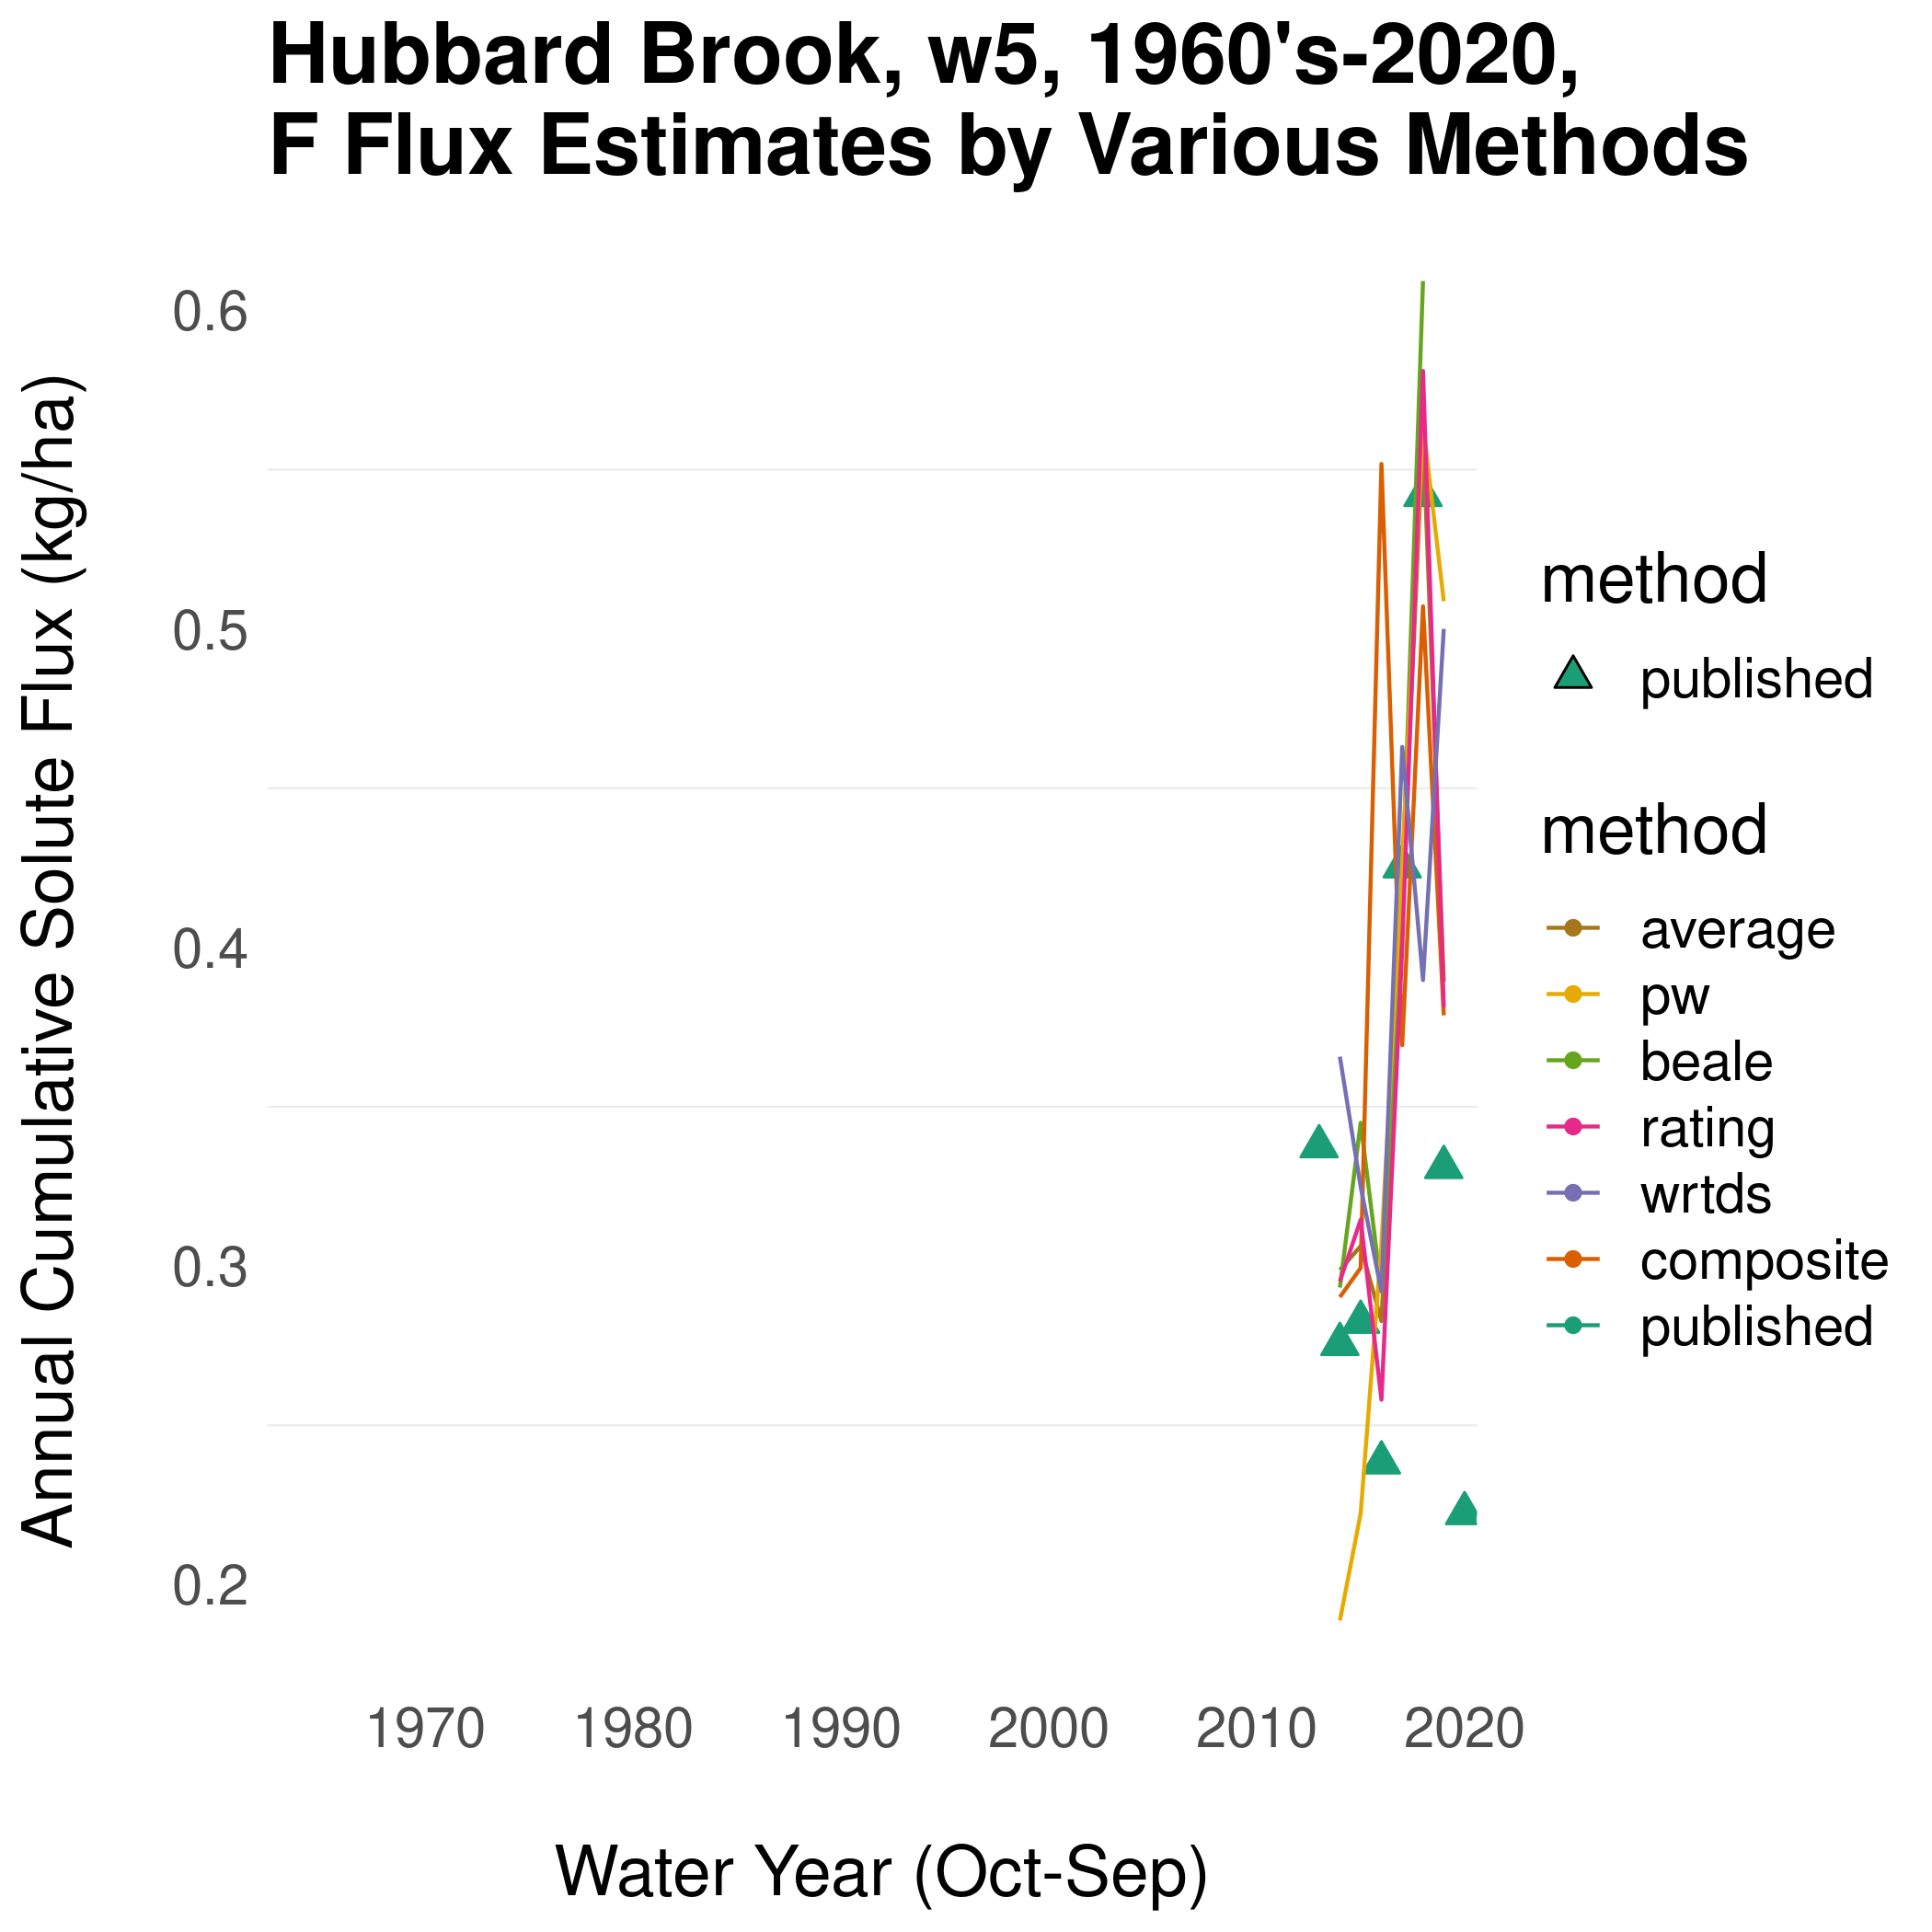 Hubbard Brook, w5, 1960's-2020,
F Flux Estimates by Various Methods
Annual Cumulative Solute Flux (kg/ha)
0.6
0.5
0.4
0.3
0.2
1970 1980 1990 2000 2010 2020
Water Year (Oct-Sep)
method
published
method
average
pw
beale
rating
wrtds
composite
published